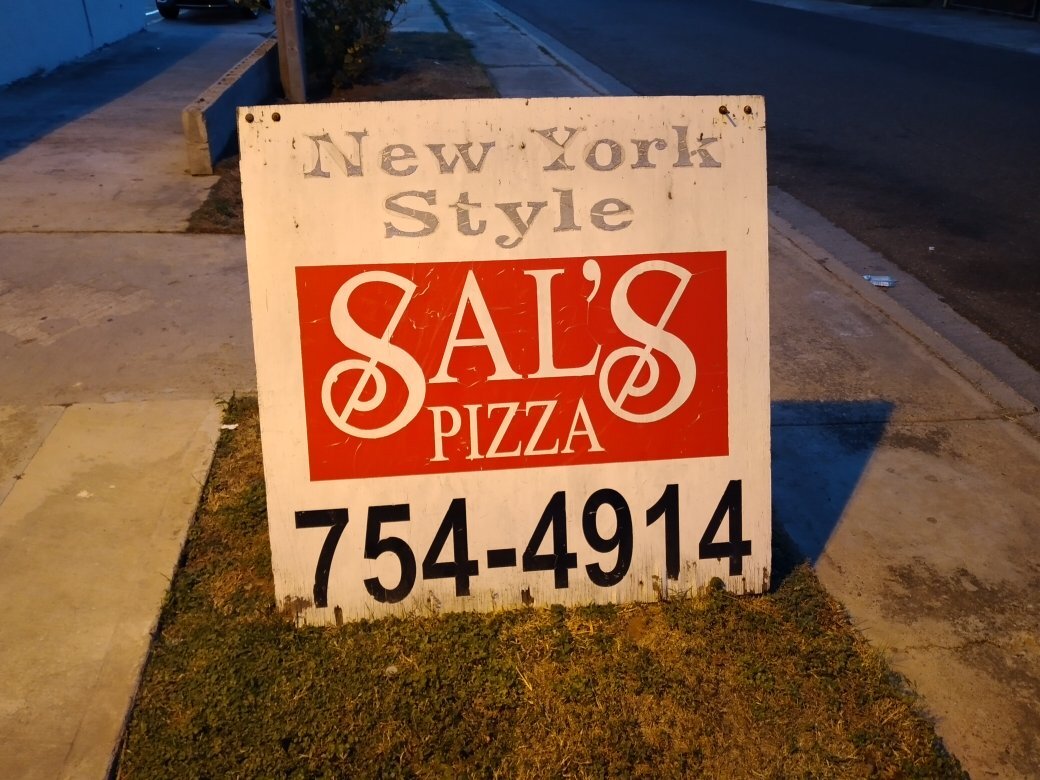 New York
Style
SAL'S
PIZZA
754-4914